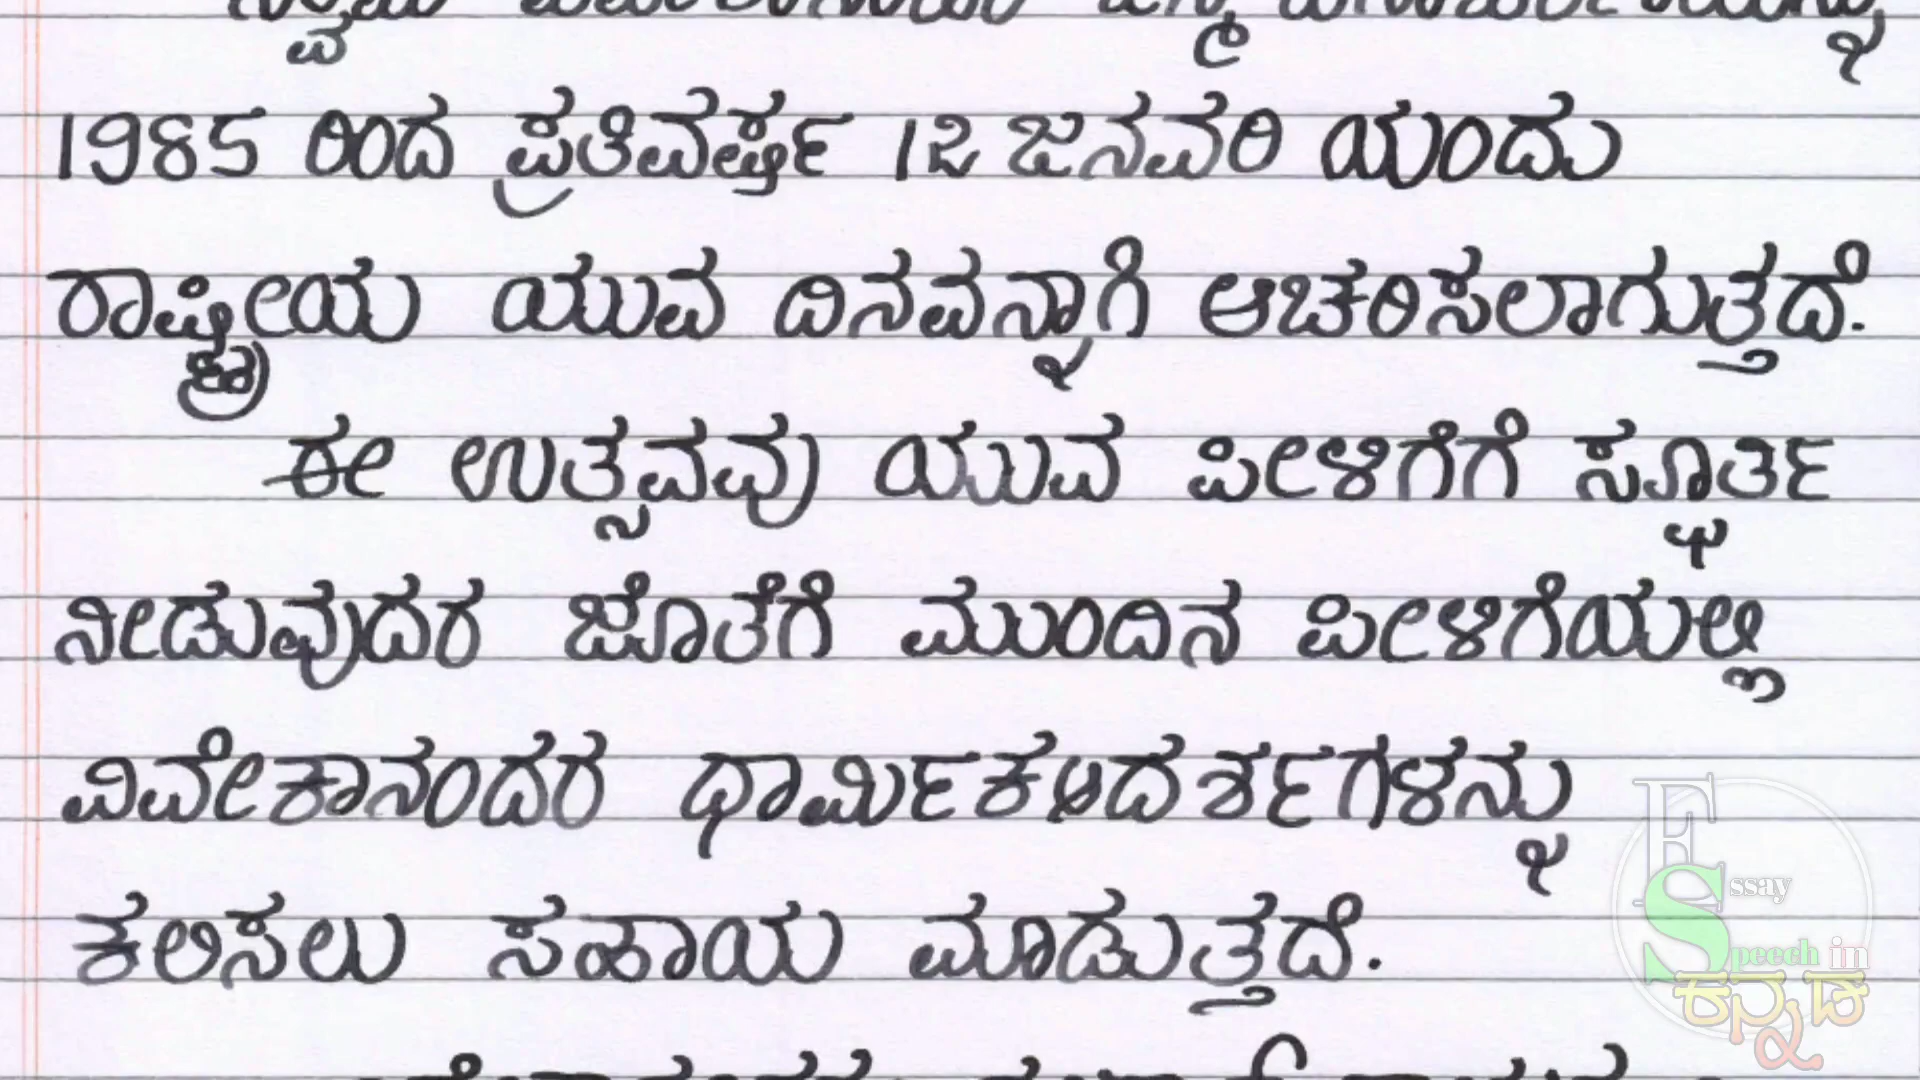 1985 ರಿಂದ ಪ್ರತಿವರ್ಷ 12 ಜನವರಿ ಯಂದು
ರಾಷ್ಟ್ರೀಯ ಯುವ ದಿನವನ್ನಾಗಿ ಆಚರಿಸಲಾಗುತ್ತದೆ.
ಈ ಉತ್ಸವವು ಯುವ ಪೀಳಿಗೆಗೆ ಸ್ಫೂರ್ತಿ
ನೀಡುವುದರ ಜೊತೆಗೆ ಮುಂದಿನ ಪೀಳಿಗೆಯಲ್ಲಿ
ವಿವೇಕಾನಂದರ ಧಾರ್ಮಿಕಆದರ್ಶಗಳನ್ನು
ಕಲಿಸಲು ಸಹಾಯ ಮಾಡುತ್ತದೆ.
Essay
Speech in
ಕನ್ನಡ